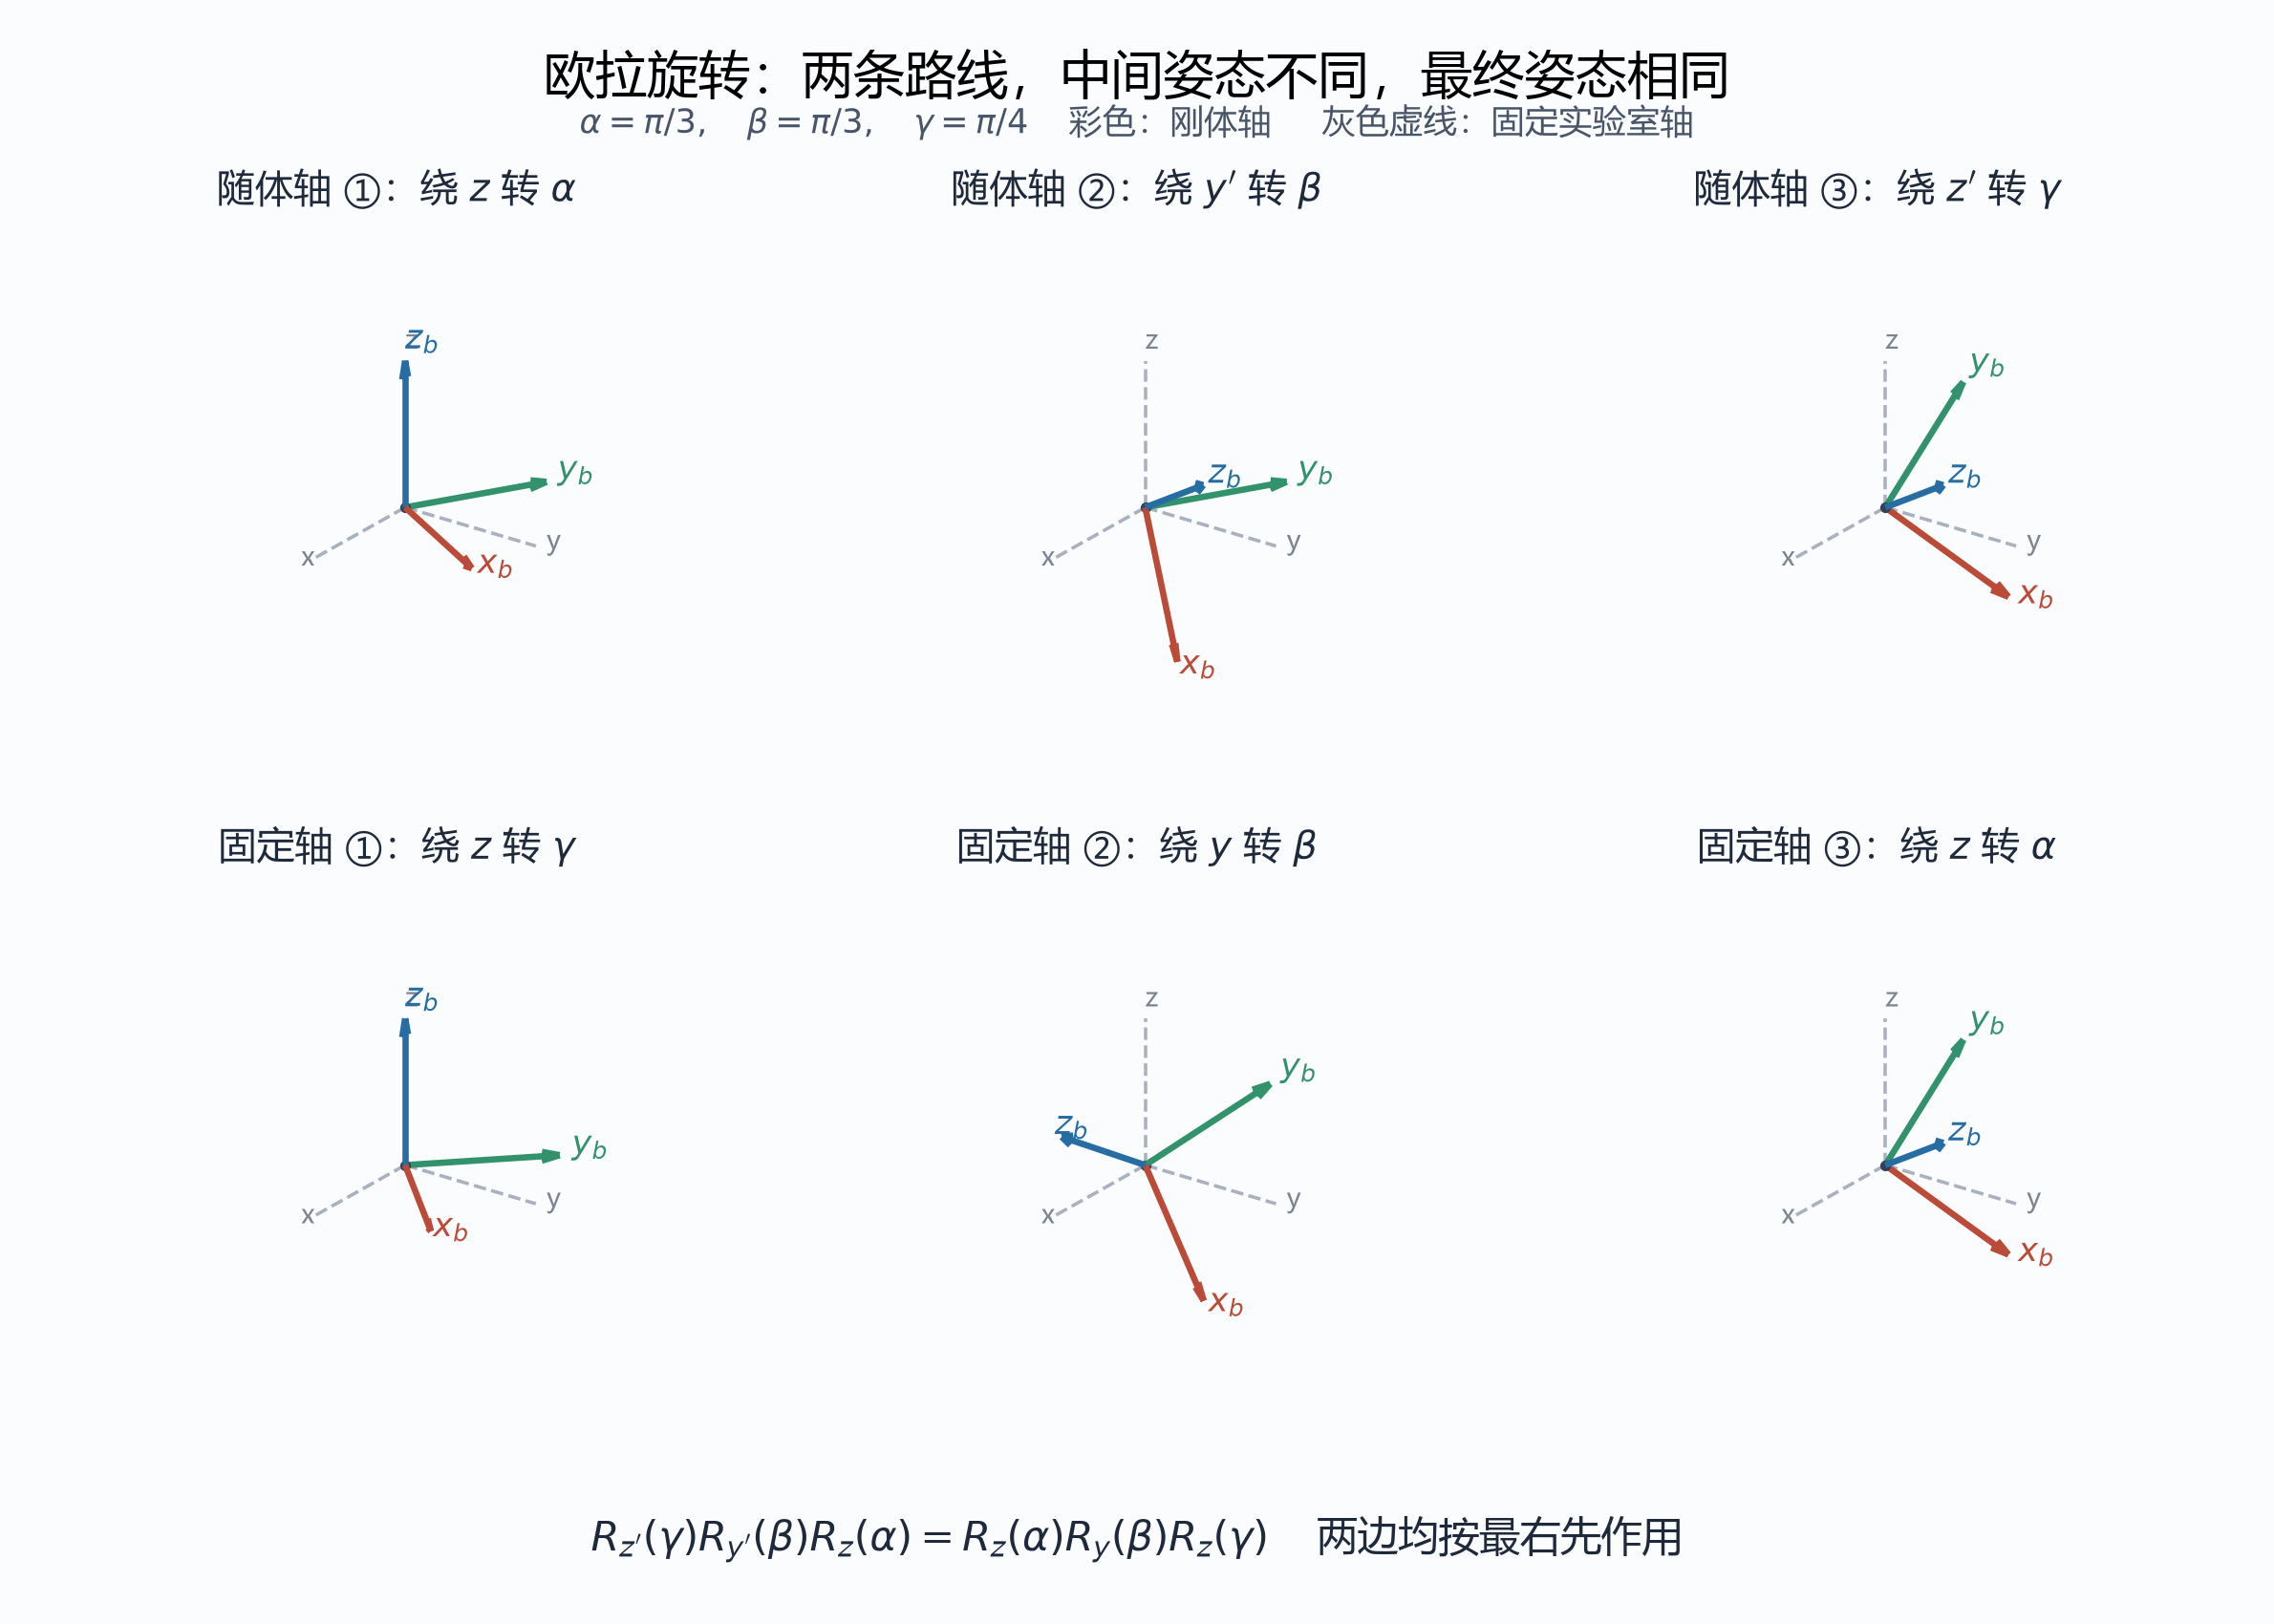 欧拉旋转：两条路线，中间姿态不同，最终姿态相同
α = π/3, β = π/3, γ = π/4 彩色：刚体轴 灰色虚线：固定实验室轴
随体轴 ①：绕 z 转 α
随体轴 ②：绕 y′ 转 β
随体轴 ③：绕 z′ 转 γ
z_b
y_b
x
y
x_b
z
z_b
y_b
x
y
x_b
z
y_b
z_b
x
y
x_b
固定轴 ①：绕 z 转 γ
固定轴 ②：绕 y 转 β
固定轴 ③：绕 z 转 α
z_b
y_b
x
y
x_b
z
y_b
z_b
x
y
x_b
z
y_b
z_b
x
y
x_b
R_{z′}(γ)R_{y′}(β)R_z(α) = R_z(α)R_y(β)R_z(γ) 两边均按最右先作用